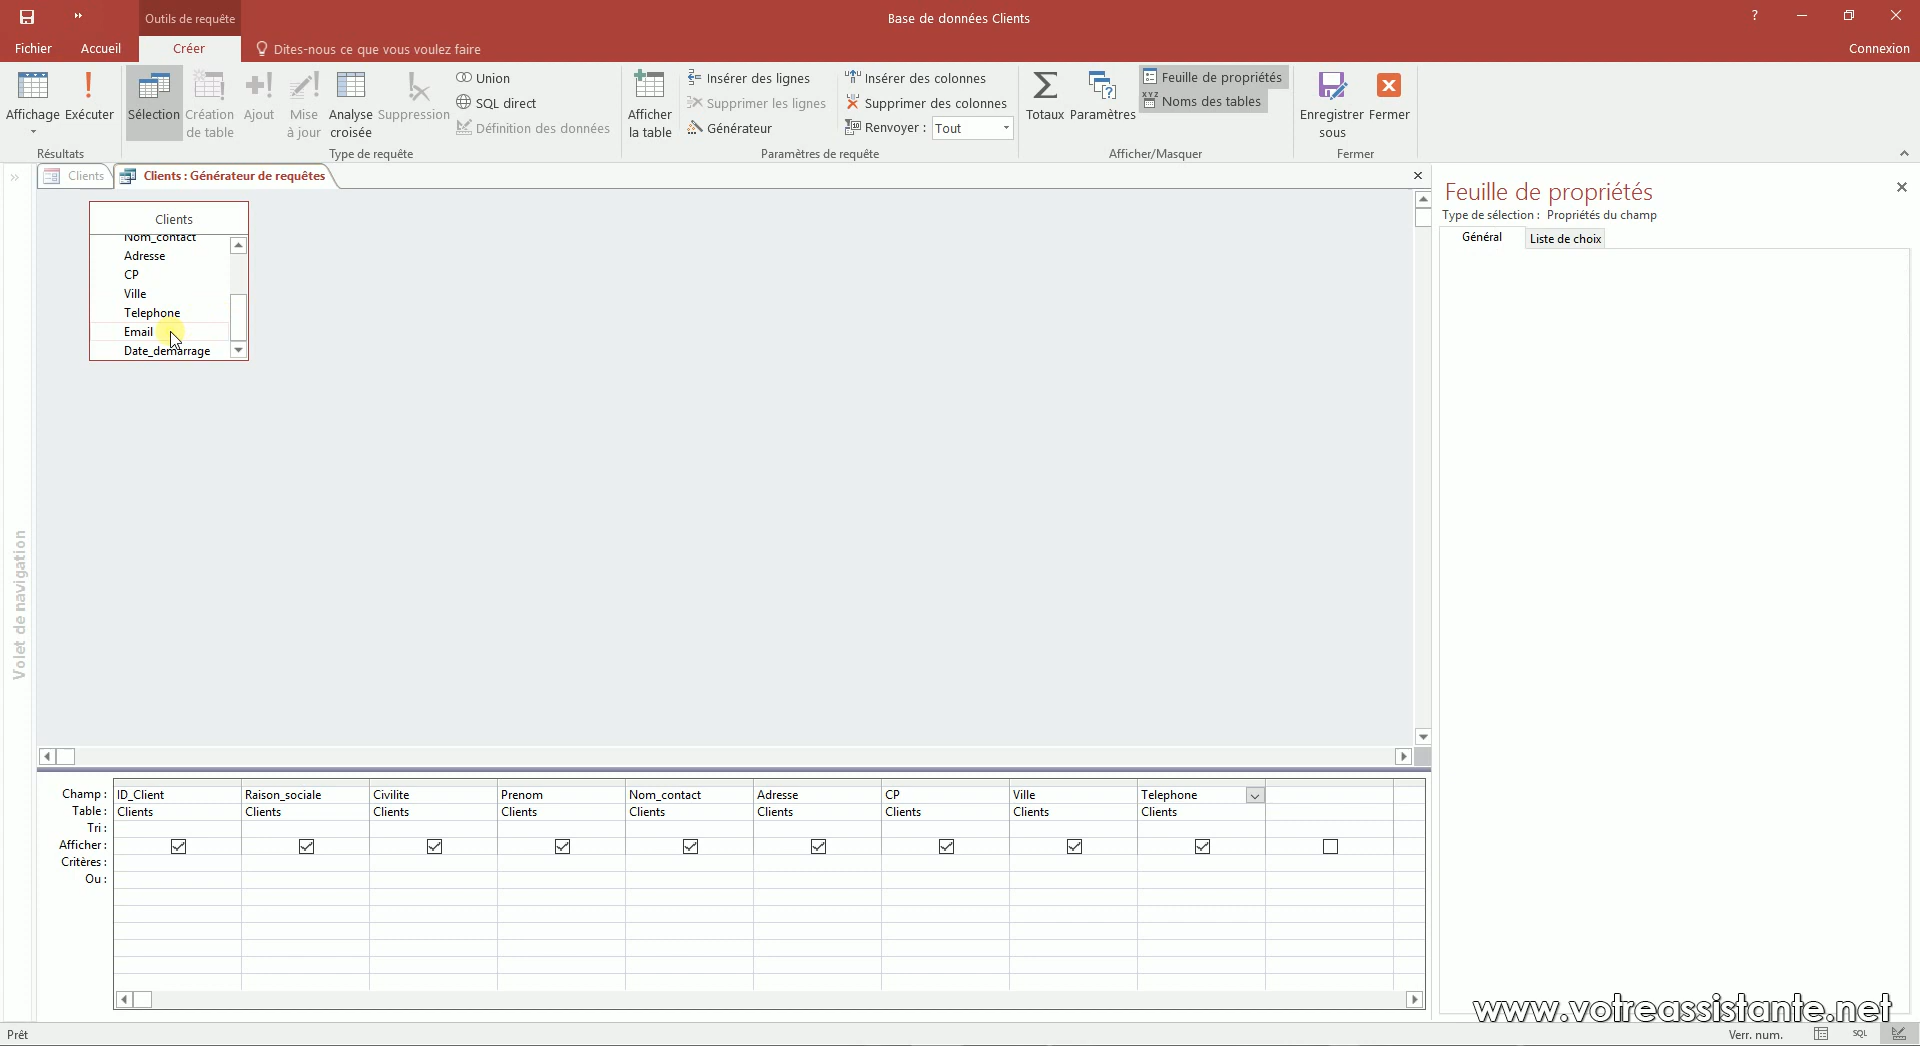 Outils de requête
Base de données Clients
?
Fichier
Accueil
Créer
Dites-nous ce que vous voulez faire
Connexion
Affichage
Exécuter
Résultats
Sélection
Création de table
Ajout
Mise à jour
Analyse croisée
Suppression
Union
SQL direct
Définition des données
Type de requête
Afficher la table
Insérer des lignes
Supprimer les lignes
Générateur
Insérer des colonnes
Supprimer des colonnes
Renvoyer : Tout
Paramètres de requête
Totaux
Paramètres
Feuille de propriétés
Noms des tables
Afficher/Masquer
Enregistrer sous
Fermer
Fermer
Clients
Clients : Générateur de requêtes
Volet de navigation
Clients
Nom_contact
Adresse
CP
Ville
Telephone
Email
Date_demarrage
Feuille de propriétés
Type de sélection : Propriétés du champ
Général
Liste de choix
Champ : ID_Client Raison_sociale Civilite Prenom Nom_contact Adresse CP Ville Telephone
Table : Clients Clients Clients Clients Clients Clients Clients Clients Clients
Tri :
Afficher :
Critères :
Ou :
www.votreassistante.net
Prêt
Verr. num.
SQL